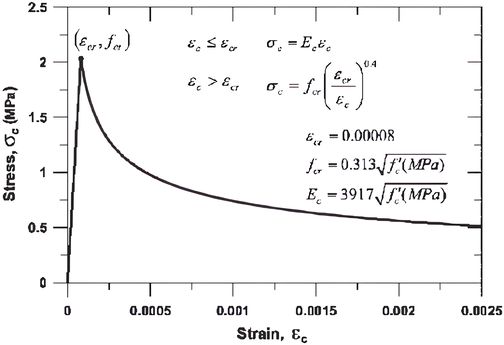 (ε_cr, f_cr)
ε_c ≤ ε_cr   σ_c = E_c ε_c
ε_c > ε_cr   σ_c = f_cr (ε_cr / ε_c)^0.4
ε_cr = 0.00008
f_cr = 0.313√f'_c(MPa)
E_c = 3917√f'_c(MPa)
Stress, σ_c (MPa)
2.5
2
1.5
1
0.5
0
0 0.0005 0.001 0.0015 0.002 0.0025
Strain, ε_c